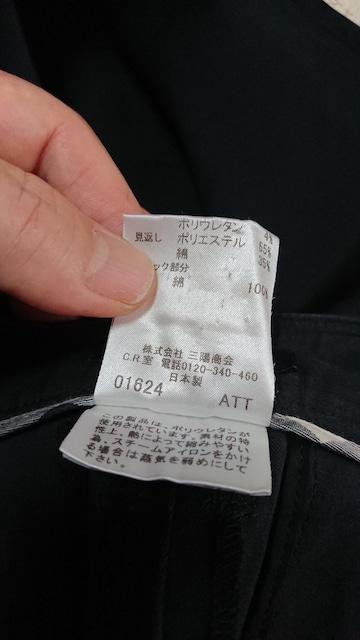 ポリウレタン 4%
見返し ポリエステル 65%
綿 35%
ック部分
綿 100%
株式会社 三陽商会
C.R.室 電話0120-340-460
日本製
01624 ATT
この製品は、ポリウレタンが
使用されています。素材の特
性上、熱によって縮みやすい
為、スチームアイロンをかけ
る場合は蒸気を弱めにして
下さい。